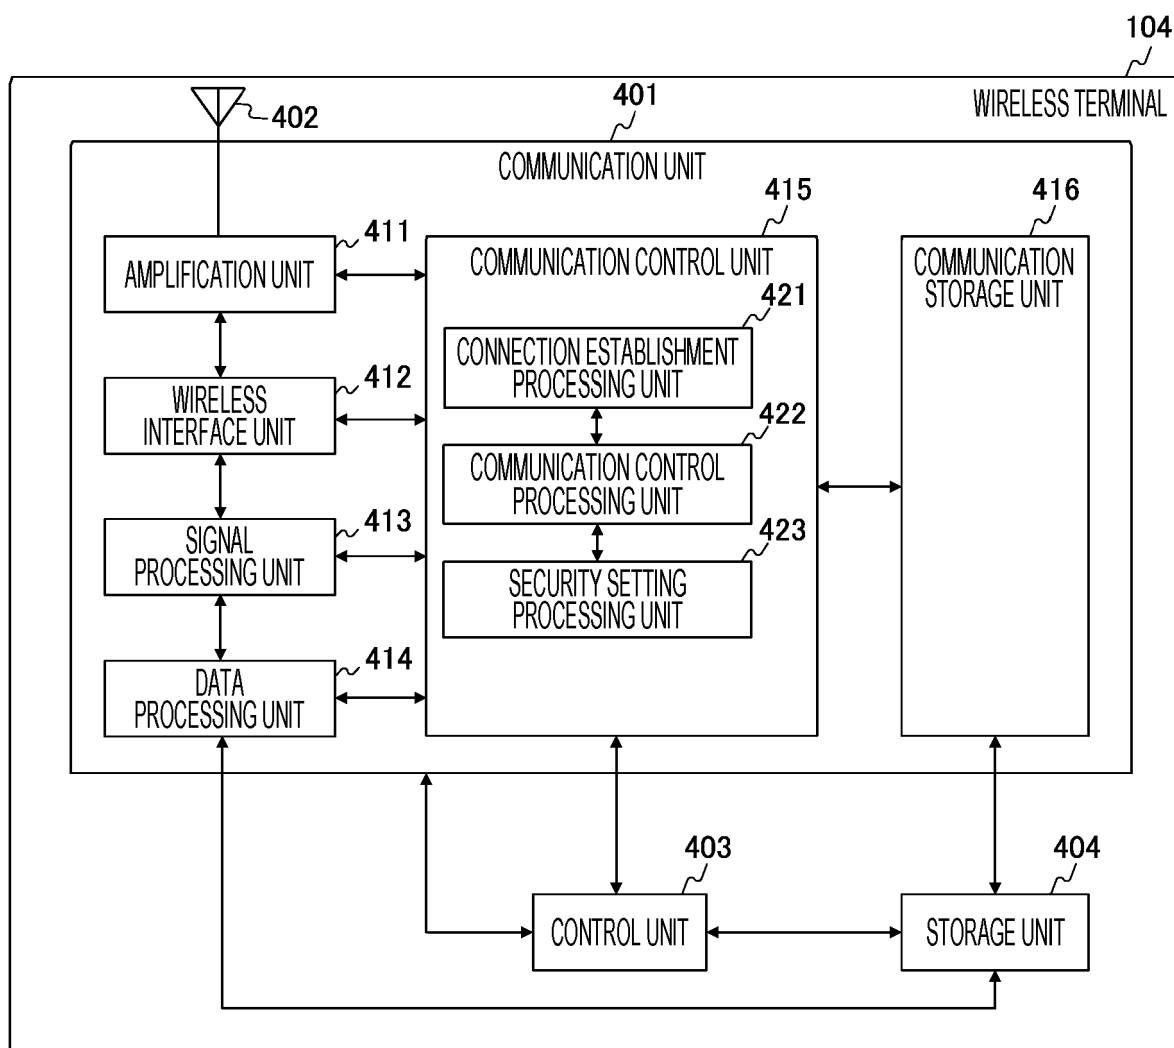 104
WIRELESS TERMINAL
402
401
COMMUNICATION UNIT
411
AMPLIFICATION UNIT
412
WIRELESS
INTERFACE UNIT
413
SIGNAL
PROCESSING UNIT
414
DATA
PROCESSING UNIT
415
COMMUNICATION CONTROL UNIT
421
CONNECTION ESTABLISHMENT
PROCESSING UNIT
422
COMMUNICATION CONTROL
PROCESSING UNIT
423
SECURITY SETTING
PROCESSING UNIT
416
COMMUNICATION
STORAGE UNIT
403
CONTROL UNIT
404
STORAGE UNIT